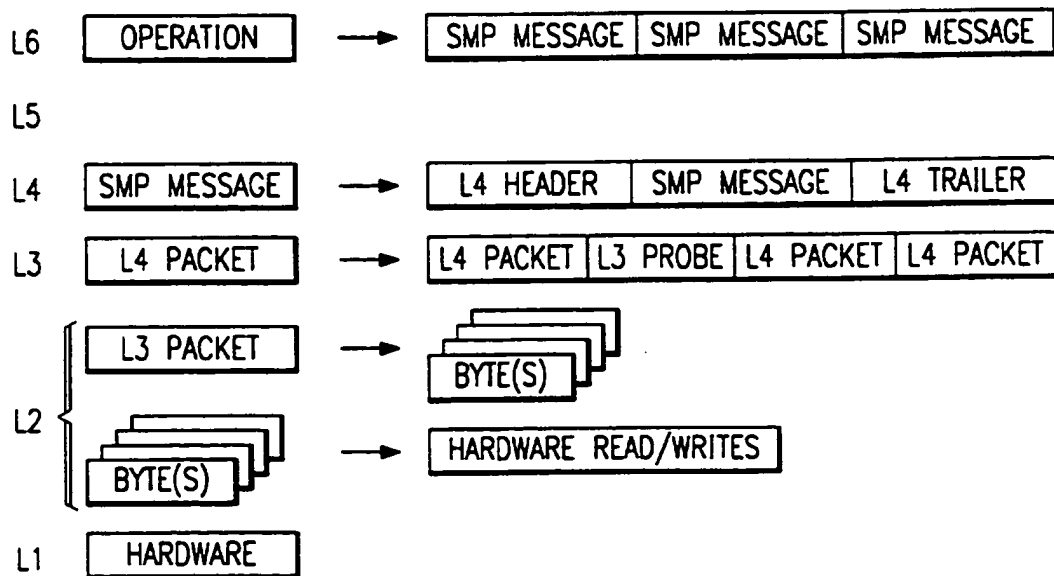 L6 OPERATION SMP MESSAGE SMP MESSAGE SMP MESSAGE
L5
L4 SMP MESSAGE L4 HEADER SMP MESSAGE L4 TRAILER
L3 L4 PACKET L4 PACKET L3 PROBE L4 PACKET L4 PACKET
L3 PACKET BYTE(S)
L2
BYTE(S) HARDWARE READ/WRITES
L1 HARDWARE